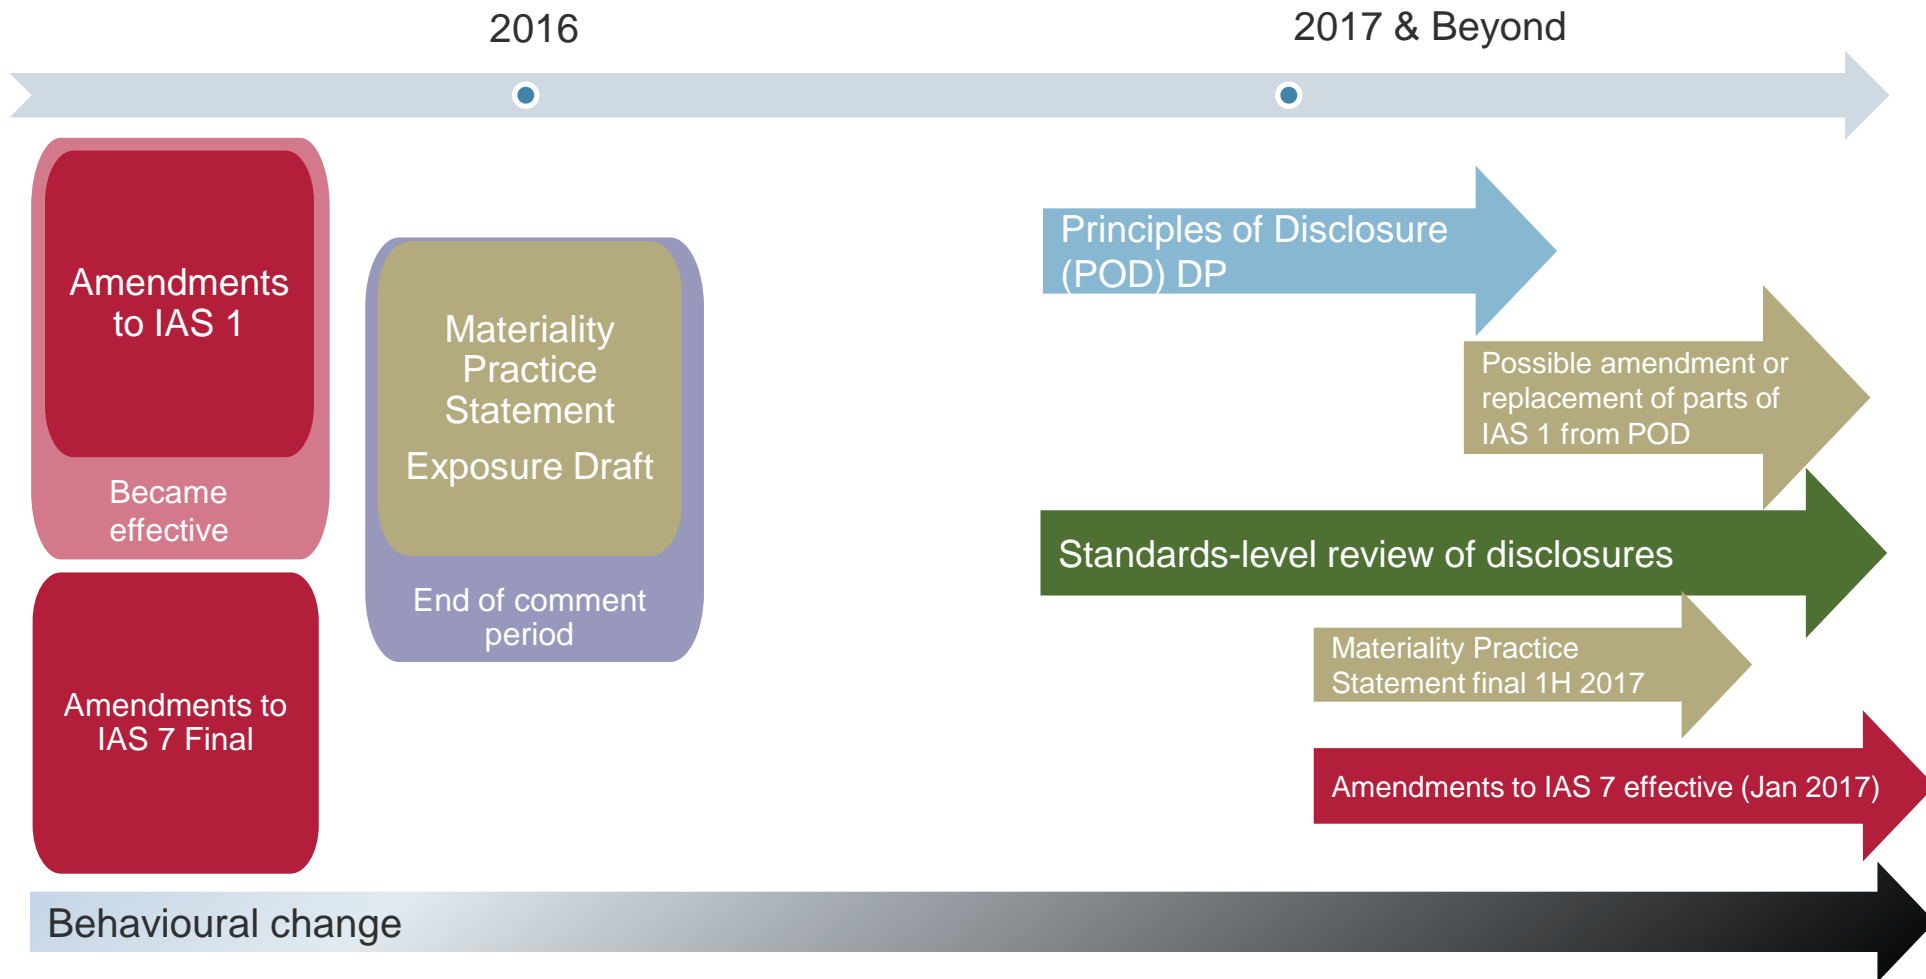 2016
2017 & Beyond
Amendments
to IAS 1
Became
effective
Amendments to
IAS 7 Final
Materiality
Practice
Statement
Exposure Draft
End of comment
period
Principles of Disclosure
(POD) DP
Possible amendment or
replacement of parts of
IAS 1 from POD
Standards-level review of disclosures
Materiality Practice
Statement final 1H 2017
Amendments to IAS 7 effective (Jan 2017)
Behavioural change